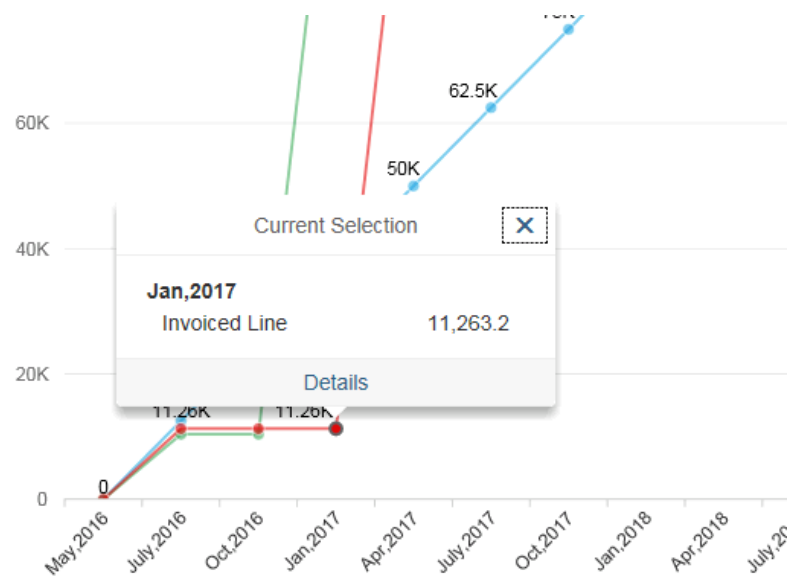 62.5K
60K
50K
Current Selection
40K
Jan,2017
Invoiced Line 11,263.2
Details
20K
11.26K 11.26K
0
0
May,2016 July,2016 Oct,2016 Jan,2017 Apr,2017 July,2017 Oct,2017 Jan,2018 Apr,2018